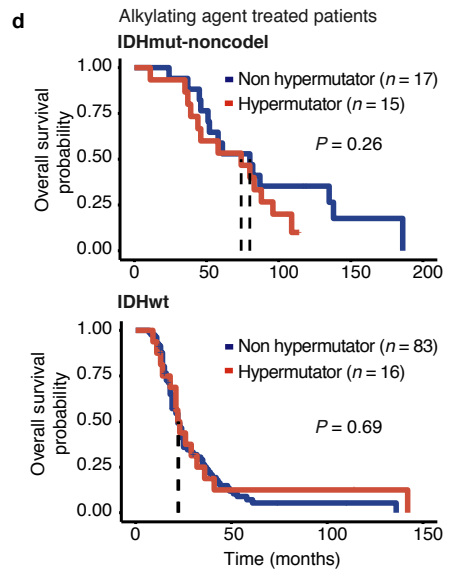 d
Alkylating agent treated patients
IDHmut-noncodel
Overall survival
probability
1.00
0.75
0.50
0.25
0.00
Non hypermutator (n = 17)
Hypermutator (n = 15)
P = 0.26
0 50 100 150 200
IDHwt
Overall survival
probability
1.00
0.75
0.50
0.25
0.00
Non hypermutator (n = 83)
Hypermutator (n = 16)
P = 0.69
0 50 100 150
Time (months)